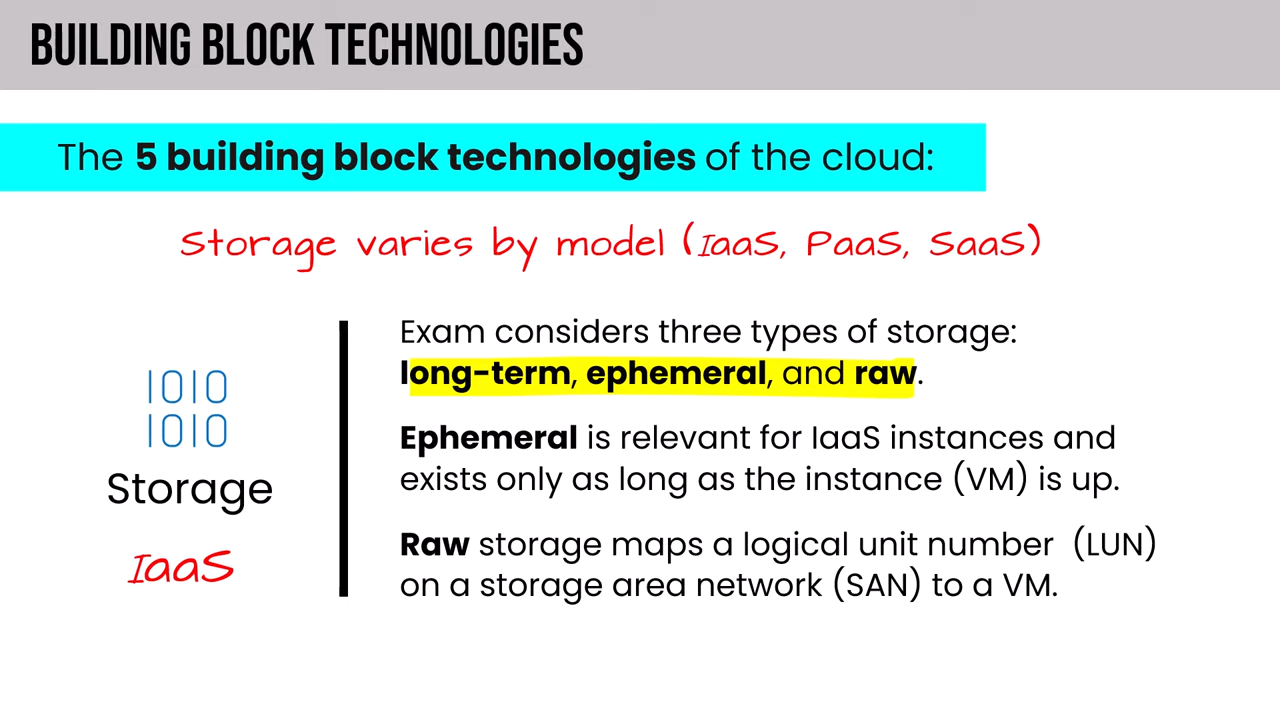 BUILDING BLOCK TECHNOLOGIES
The 5 building block technologies of the cloud:
Storage varies by model (IaaS, PaaS, SaaS)
Exam considers three types of storage:
long-term, ephemeral, and raw.
Ephemeral is relevant for IaaS instances and
exists only as long as the instance (VM) is up.
Raw storage maps a logical unit number (LUN)
on a storage area network (SAN) to a VM.
1010
1010
Storage
IaaS